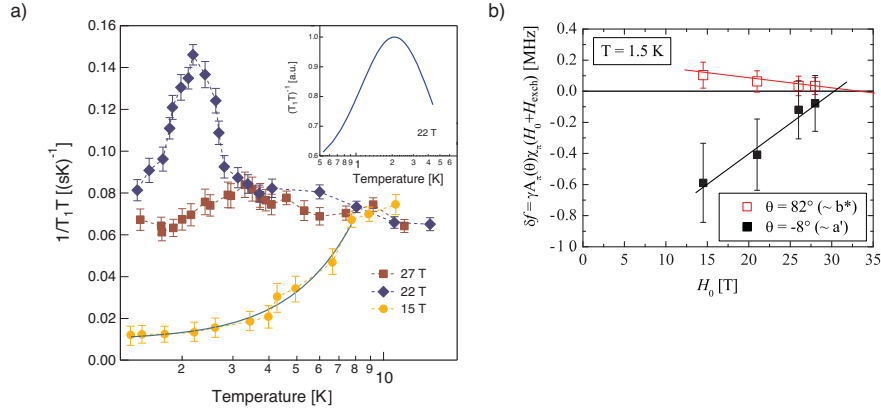 a)
0.16
0.14
0.12
0.10
0.08
0.06
0.04
0.02
0.00
1/T₁T [(sK)⁻¹]
2
3
4
5
6
7
8
9
10
Temperature [K]
27 T
22 T
15 T
1.0
0.9
0.8
0.7
0.6
(T₁T)⁻¹ [a.u.]
22 T
5 6 7 8 9 1 2 3 4 5 6
Temperature [K]
b)
T = 1.5 K
0.4
0.2
0.0
-0.2
-0.4
-0.6
-0.8
-1.0
δf = γAπ(θ)χπ(H₀+Hexch) [MHz]
θ = 82° (~ b*)
θ = -8° (~ a')
0 5 10 15 20 25 30 35
H₀ [T]